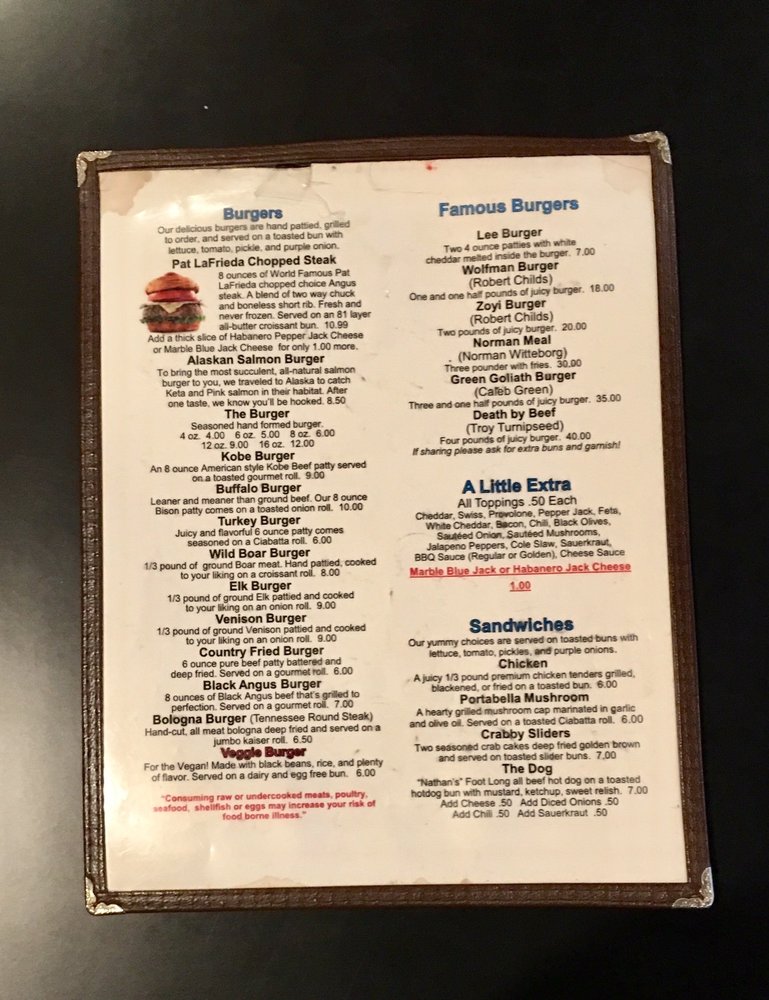 Burgers
Our delicious burgers are hand pattied, grilled
to order, and served on a toasted bun with
lettuce, tomato, pickle, and purple onion.
Pat LaFrieda Chopped Steak
8 ounces of World Famous Pat
LaFrieda chopped choice Angus
steak. A blend of two way chuck
and boneless short rib. Fresh and
never frozen. Served on an 81 layer
all-butter croissant bun. 10.99
Add a thick slice of Habanero Pepper Jack Cheese
or Marble Blue Jack Cheese for only 1.00 more.
Alaskan Salmon Burger
To bring the most succulent, all-natural salmon
burger to you, we traveled to Alaska to catch
Keta and Pink salmon in their habitat. After
one taste, we know you'll be hooked. 8.50
The Burger
Seasoned hand formed burger.
4 oz. 4.00 6 oz. 5.00 8 oz. 6.00
12 oz. 9.00 16 oz. 12.00
Kobe Burger
An 8 ounce American style Kobe Beef patty served
on a toasted gourmet roll. 9.00
Buffalo Burger
Leaner and meaner than ground beef. Our 8 ounce
Bison patty comes on a toasted onion roll. 10.00
Turkey Burger
Juicy and flavorful 6 ounce patty comes
seasoned on a Ciabatta roll. 6.00
Wild Boar Burger
1/3 pound of ground Boar meat. Hand pattied, cooked
to your liking on a croissant roll. 8.00
Elk Burger
1/3 pound of ground Elk pattied and cooked
to your liking on an onion roll. 9.00
Venison Burger
1/3 pound of ground Venison pattied and cooked
to your liking on an onion roll. 9.00
Country Fried Burger
6 ounce pure beef patty battered and
deep fried. Served on a gourmet roll. 6.00
Black Angus Burger
8 ounces of Black Angus beef that's grilled to
perfection. Served on a gourmet roll. 7.00
Bologna Burger (Tennessee Round Steak)
Hand-cut, all meat bologna deep fried and served on a
jumbo kaiser roll. 6.50
Veggie Burger
For the Vegan! Made with black beans, rice, and plenty
of flavor. Served on a dairy and egg free bun. 6.00
"Consuming raw or undercooked meats, poultry,
seafood, shellfish or eggs may increase your risk of
food borne illness."
Famous Burgers
Lee Burger
Two 4 ounce patties with white
cheddar melted inside the burger. 7.00
Wolfman Burger
(Robert Childs)
One and one half pounds of juicy burger. 18.00
Zoyi Burger
(Robert Childs)
Two pounds of juicy burger. 20.00
Norman Meal
(Norman Witteborg)
Three pounder with fries. 30.00
Green Goliath Burger
(Caleb Green)
Three and one half pounds of juicy burger. 35.00
Death by Beef
(Troy Turnipseed)
Four pounds of juicy burger. 40.00
If sharing please ask for extra buns and garnish!
A Little Extra
All Toppings .50 Each
Cheddar, Swiss, Provolone, Pepper Jack, Feta,
White Cheddar, Bacon, Chili, Black Olives,
Sautéed Onion, Sautéed Mushrooms,
Jalapeno Peppers, Cole Slaw, Sauerkraut,
BBQ Sauce (Regular or Golden), Cheese Sauce
Marble Blue Jack or Habanero Jack Cheese
1.00
Sandwiches
Our yummy choices are served on toasted buns with
lettuce, tomato, pickles, and purple onions.
Chicken
A juicy 1/3 pound premium chicken tenders grilled,
blackened, or fried on a toasted bun. 6.00
Portabella Mushroom
A hearty grilled mushroom cap marinated in garlic
and olive oil. Served on a toasted Ciabatta roll. 6.00
Crabby Sliders
Two seasoned crab cakes deep fried golden brown
and served on toasted slider buns. 7.00
The Dog
"Nathan's" Foot Long all beef hot dog on a toasted
hotdog bun with mustard, ketchup, sweet relish. 7.00
Add Cheese .50 Add Diced Onions .50
Add Chili .50 Add Sauerkraut .50